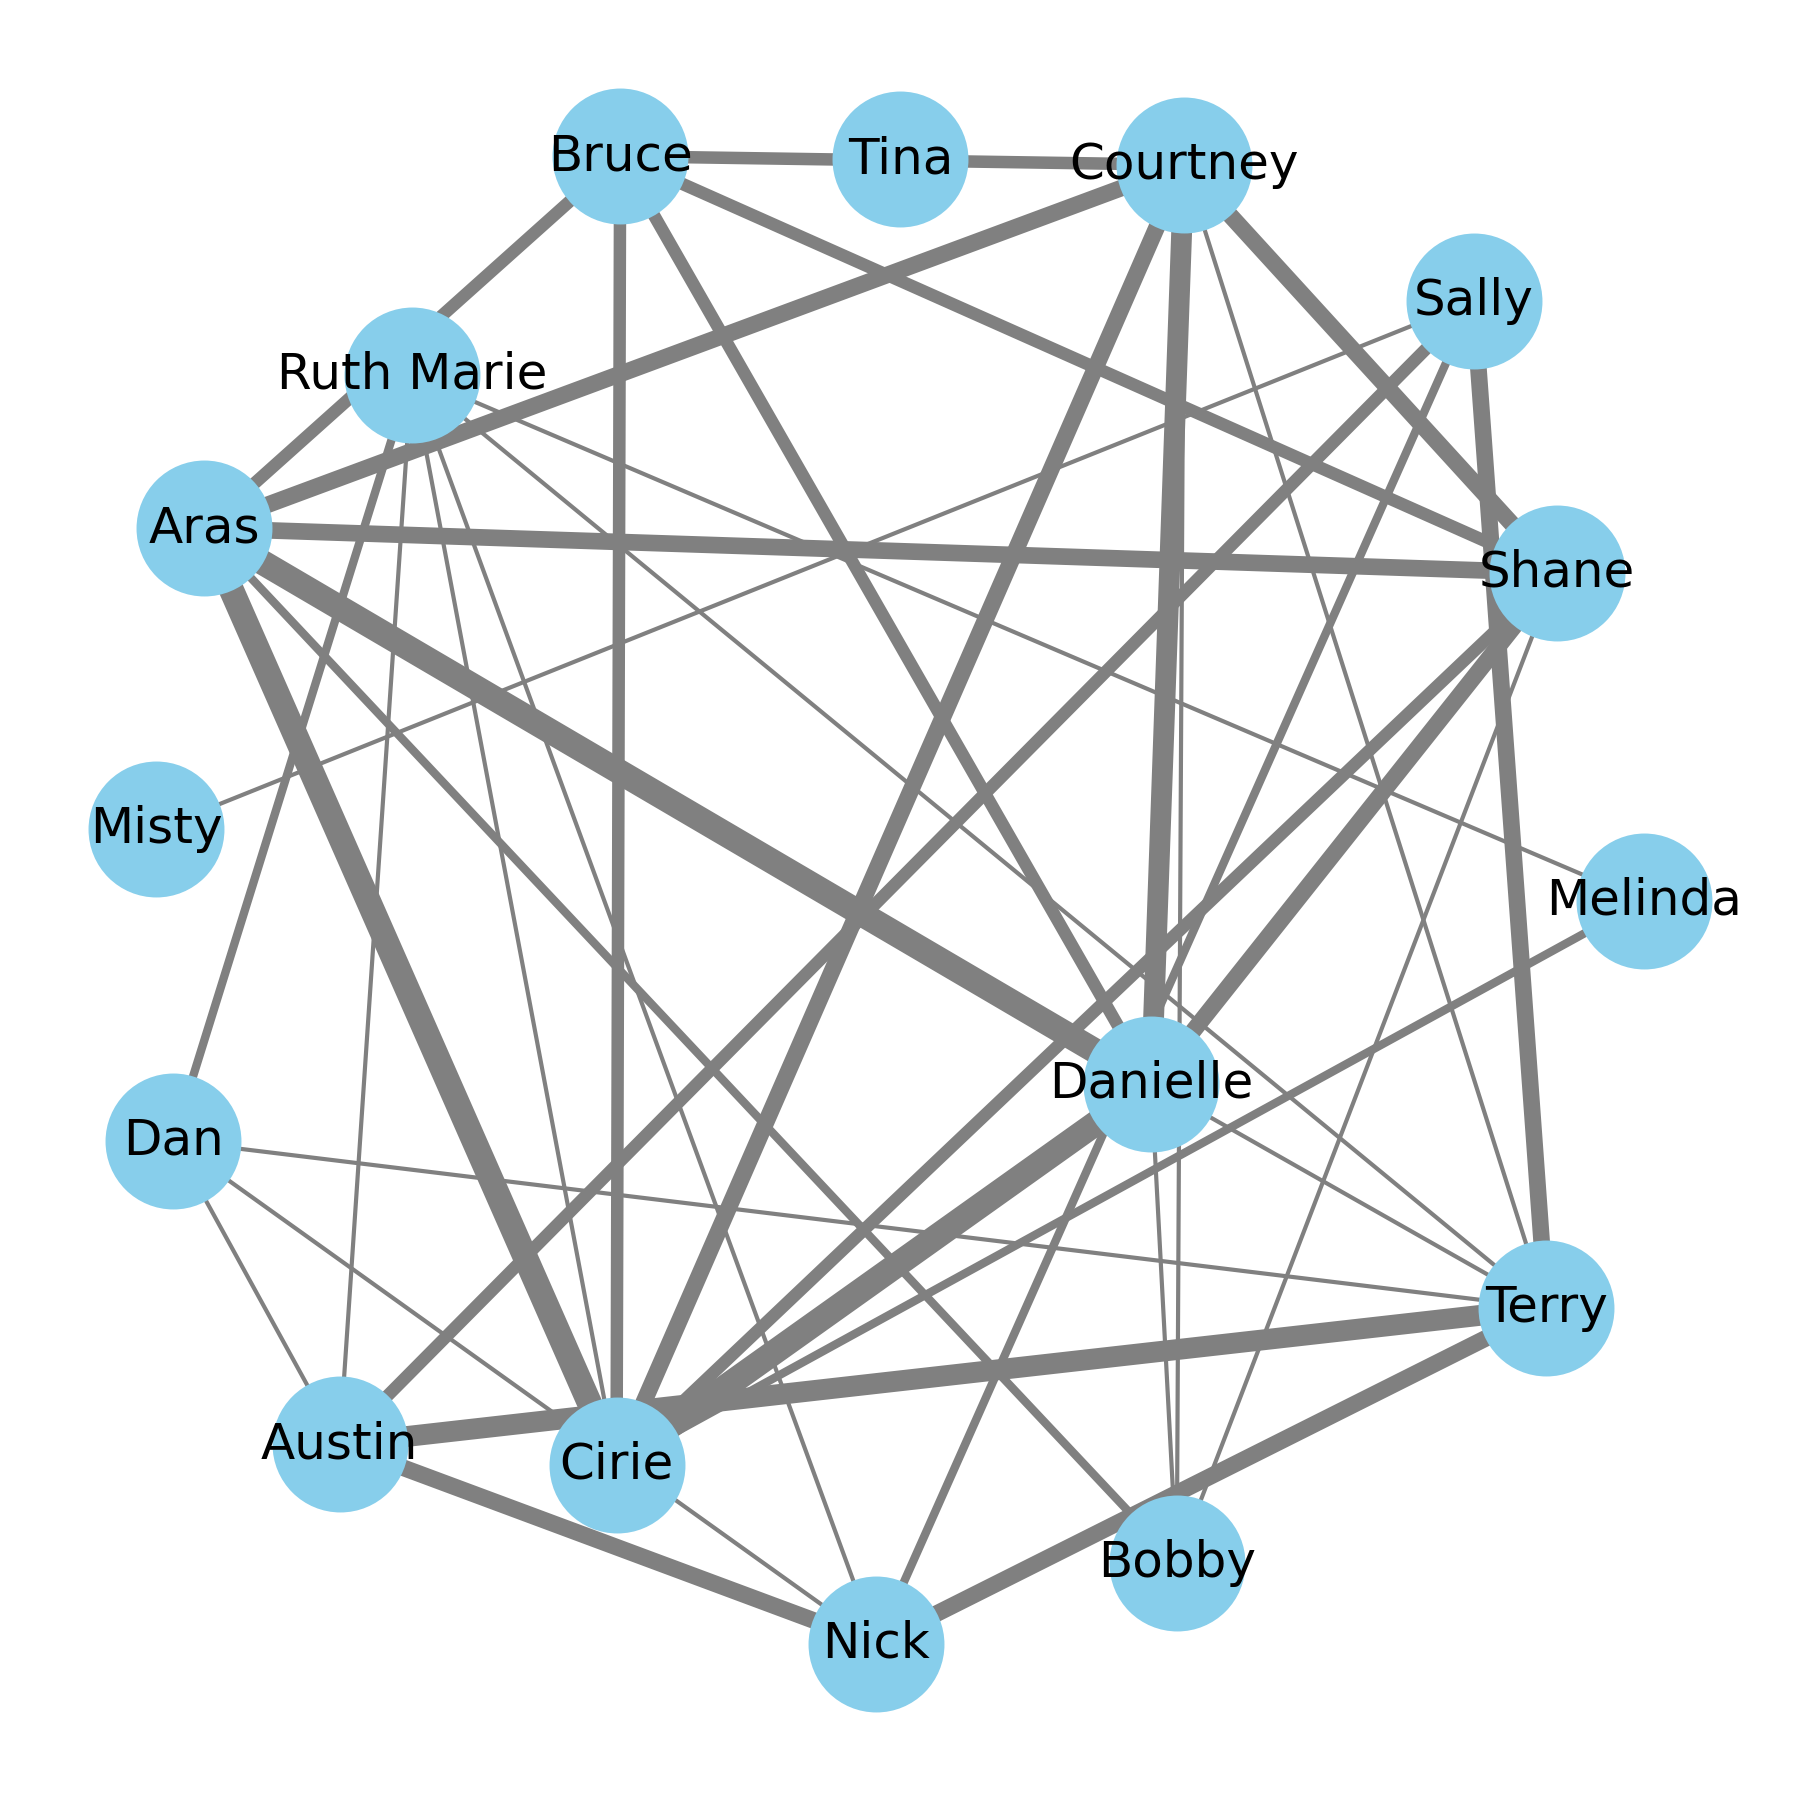 Bruce
Tina
Courtney
Sally
Ruth Marie
Aras
Shane
Misty
Melinda
Danielle
Dan
Terry
Austin
Cirie
Bobby
Nick